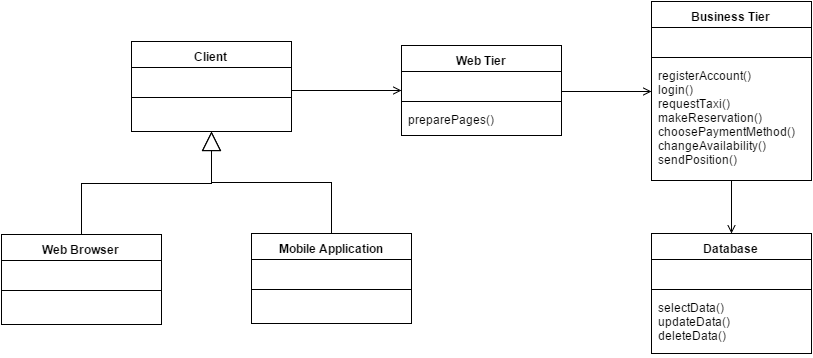 Client
Web Tier
preparePages()
Business Tier
registerAccount()
login()
requestTaxi()
makeReservation()
choosePaymentMethod()
changeAvailability()
sendPosition()
Web Browser
Mobile Application
Database
selectData()
updateData()
deleteData()